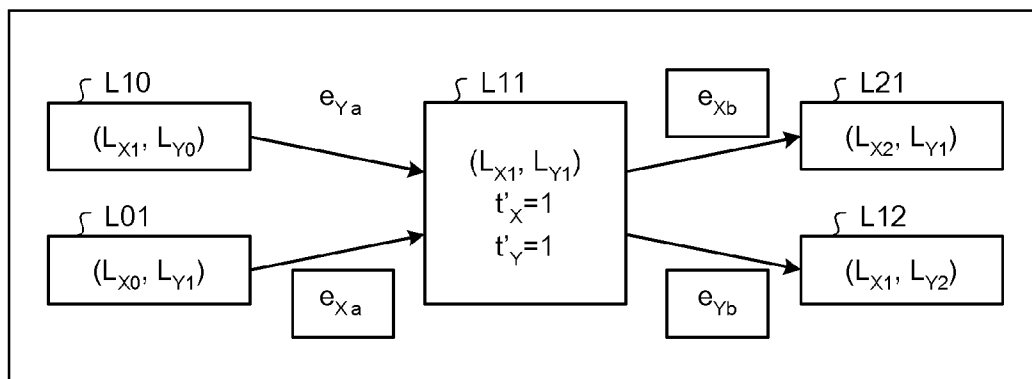 L10
(L_X1, L_Y0)
e_Ya
L01
(L_X0, L_Y1)
e_Xa
L11
(L_X1, L_Y1)
t'_X=1
t'_Y=1
e_Xb
L21
(L_X2, L_Y1)
e_Yb
L12
(L_X1, L_Y2)